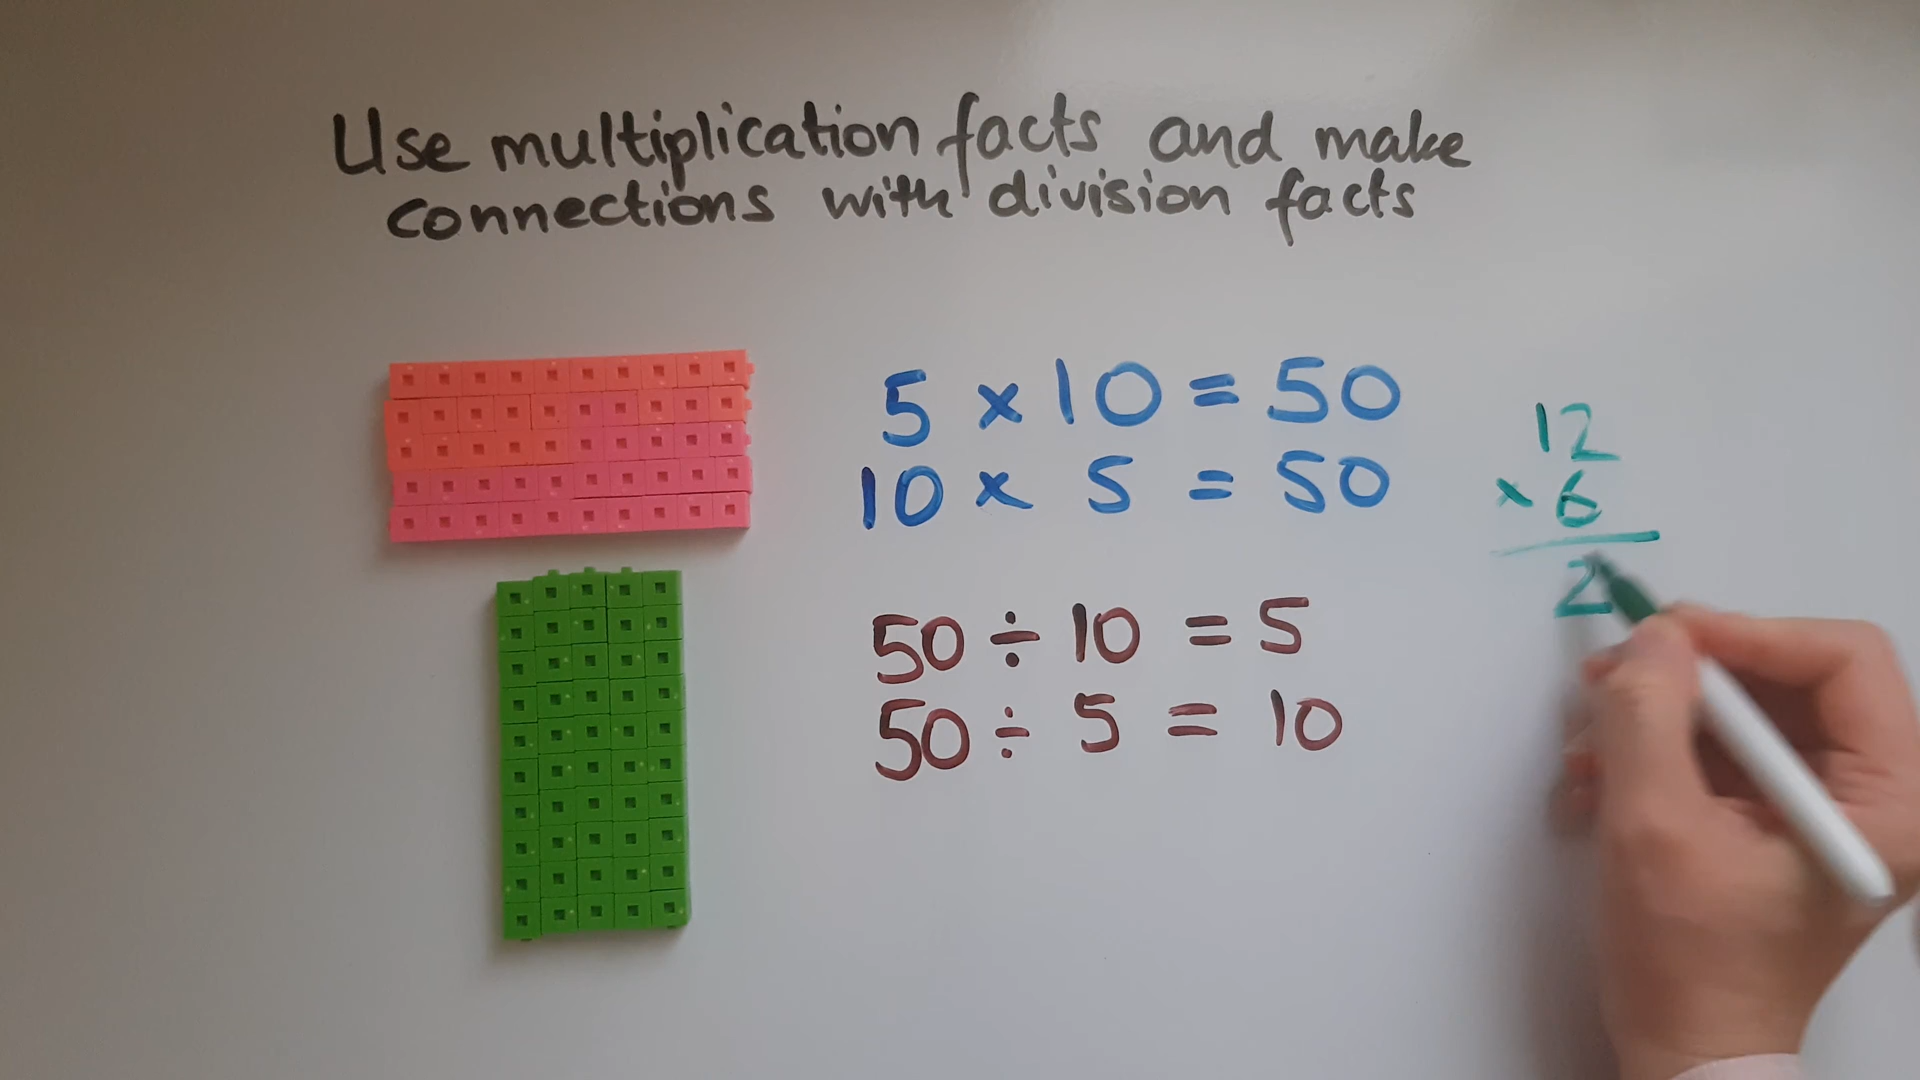 Use multiplication facts and make
connections with division facts
5 × 10 = 50
10 × 5 = 50
50 ÷ 10 = 5
50 ÷ 5 = 10
12
× 6
2